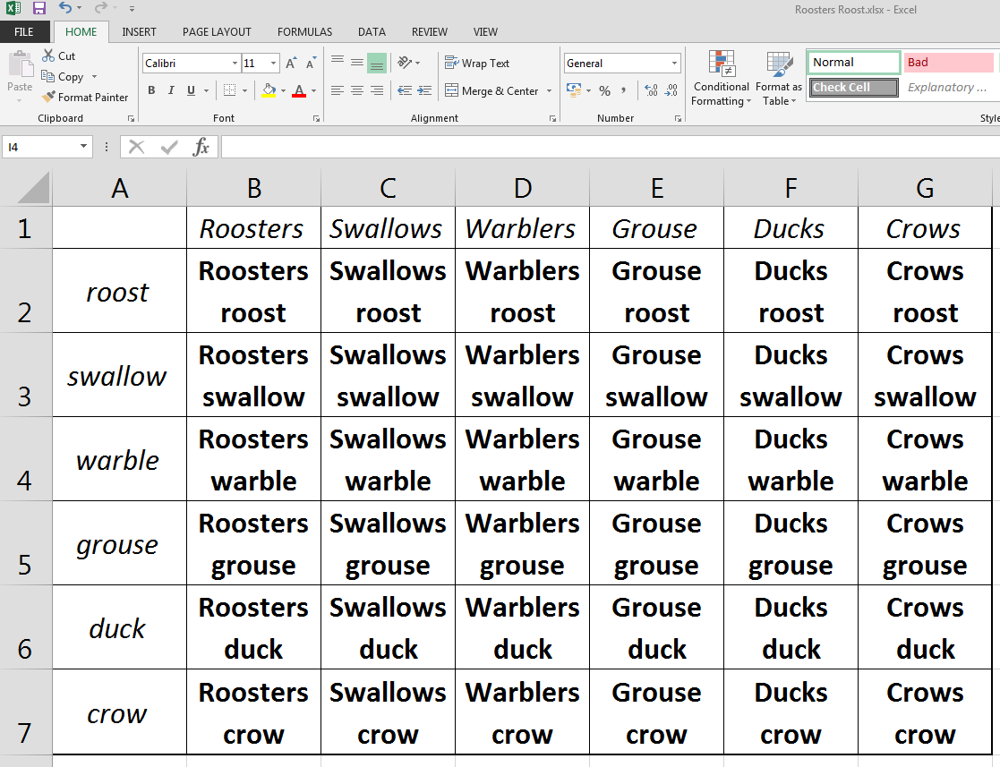 Roosters Roost.xlsx - Excel
FILE HOME INSERT PAGE LAYOUT FORMULAS DATA REVIEW VIEW
Paste
Cut
Copy
Format Painter
Clipboard
Calibri 11
B I U
Font
Wrap Text
Merge & Center
Alignment
General
Number
Conditional Formatting
Format as Table
Normal Bad
Check Cell Explanatory ...
Style
I4 fx
A B C D E F G
1 Roosters Swallows Warblers Grouse Ducks Crows
Roosters Swallows Warblers Grouse Ducks Crows
2 roost roost roost roost roost roost roost
Roosters Swallows Warblers Grouse Ducks Crows
3 swallow swallow swallow swallow swallow swallow swallow
Roosters Swallows Warblers Grouse Ducks Crows
4 warble warble warble warble warble warble warble
Roosters Swallows Warblers Grouse Ducks Crows
5 grouse grouse grouse grouse grouse grouse grouse
Roosters Swallows Warblers Grouse Ducks Crows
6 duck duck duck duck duck duck duck
Roosters Swallows Warblers Grouse Ducks Crows
7 crow crow crow crow crow crow crow